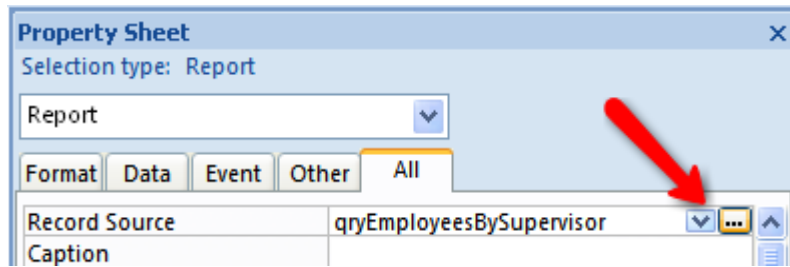 Property Sheet
Selection type: Report
Report
Format Data Event Other All
Record Source qryEmployeesBySupervisor ...
Caption